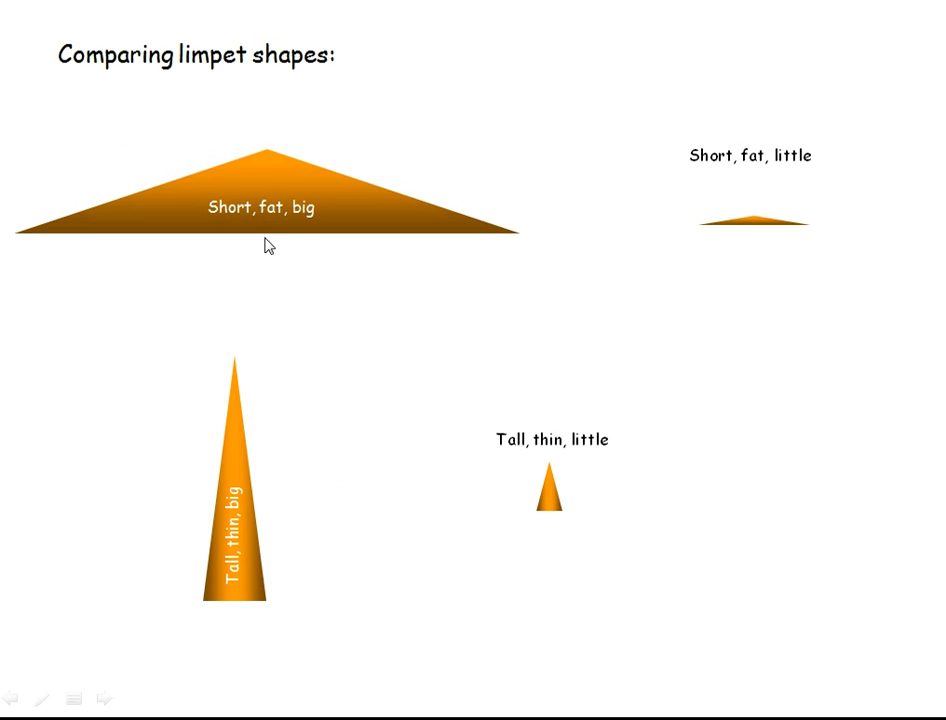 Comparing limpet shapes:
Short, fat, little
Short, fat, big
Tall, thin, little
Tall, thin, big